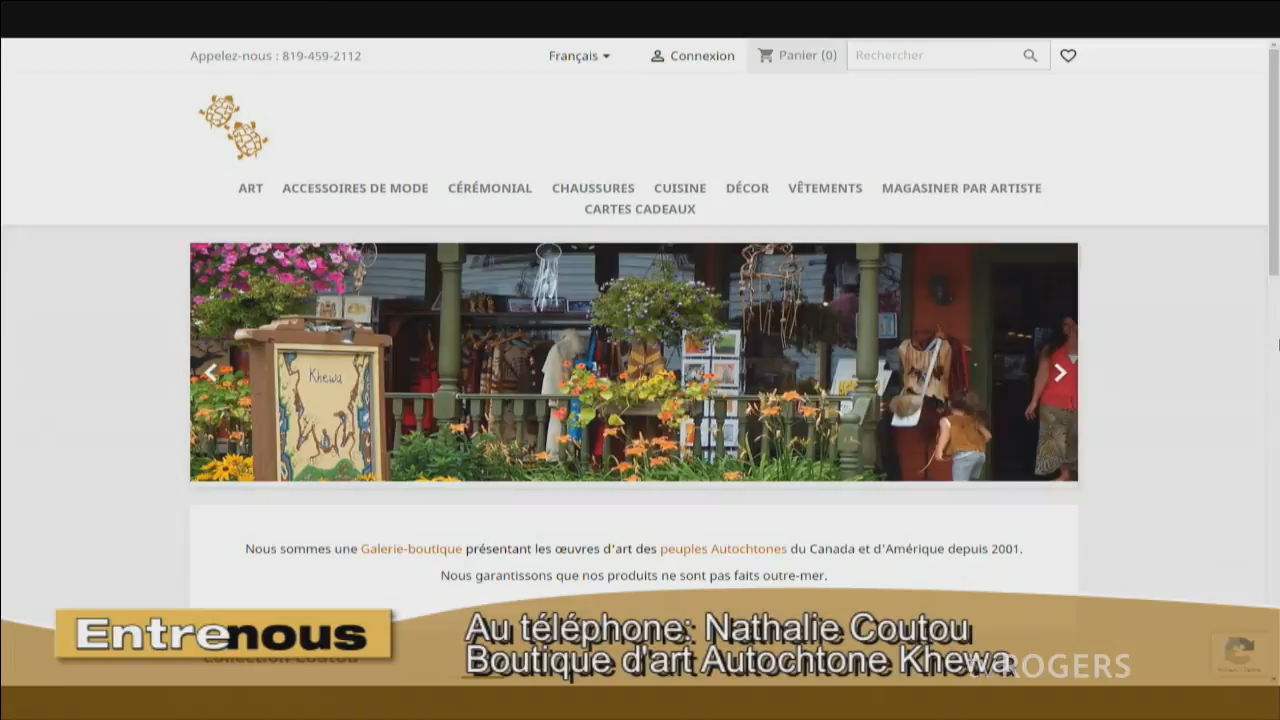 Appelez-nous : 819-459-2112
Français
Connexion
Panier (0)
Rechercher
ART ACCESSOIRES DE MODE CÉRÉMONIAL CHAUSSURES CUISINE DÉCOR VÊTEMENTS MAGASINER PAR ARTISTE
CARTES CADEAUX
Khewa
Nous sommes une Galerie-boutique présentant les œuvres d'art des peuples Autochtones du Canada et d'Amérique depuis 2001.
Nous garantissons que nos produits ne sont pas faits outre-mer.
Entrenous
Au téléphone: Nathalie Coutou
Boutique d'art Autochtone Khewa
Collection Coutou
tv ROGERS